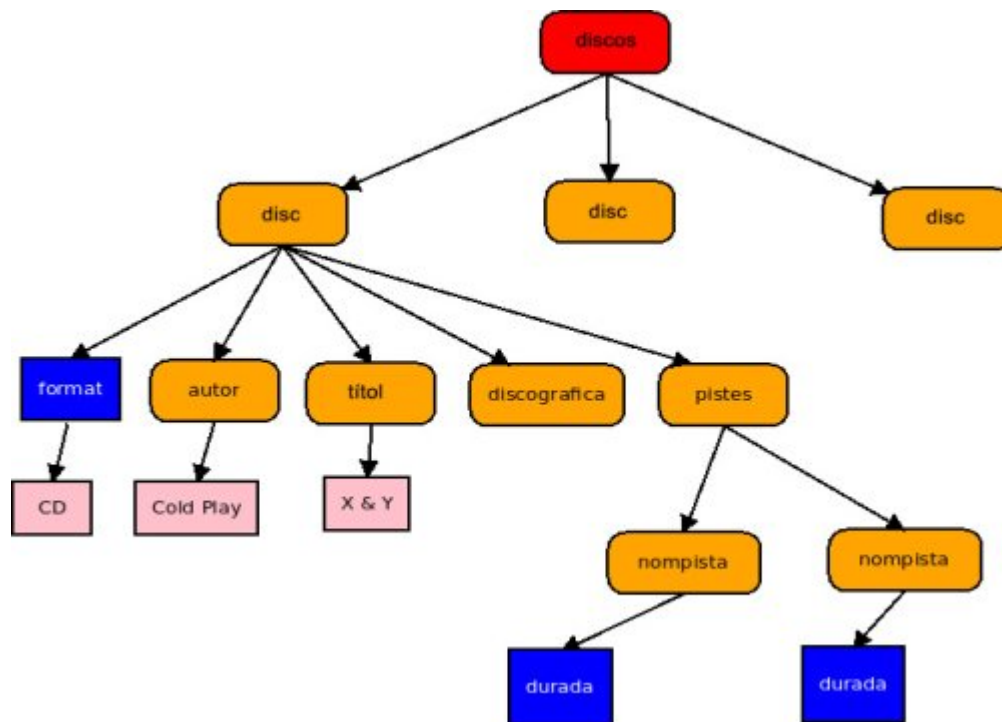 discos
disc
disc
disc
format
autor
títol
discografica
pistes
CD
Cold Play
X & Y
nompista
nompista
durada
durada